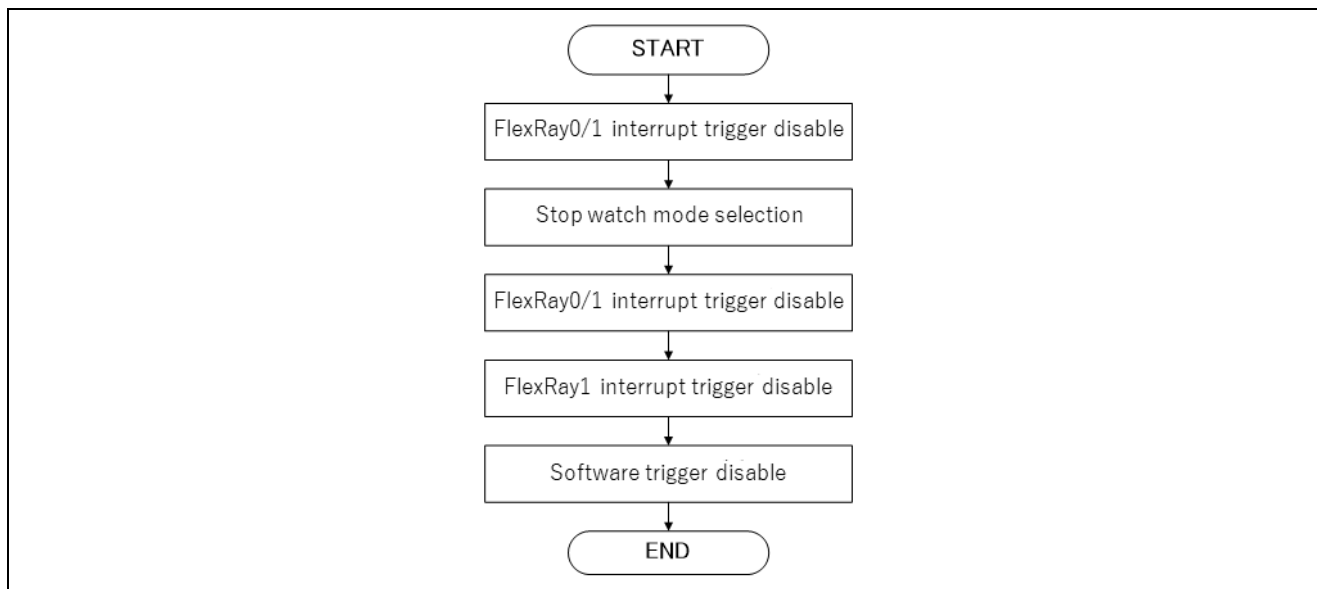 START
FlexRay0/1 interrupt trigger disable
Stop watch mode selection
FlexRay0/1 interrupt trigger disable
FlexRay1 interrupt trigger disable
Software trigger disable
END